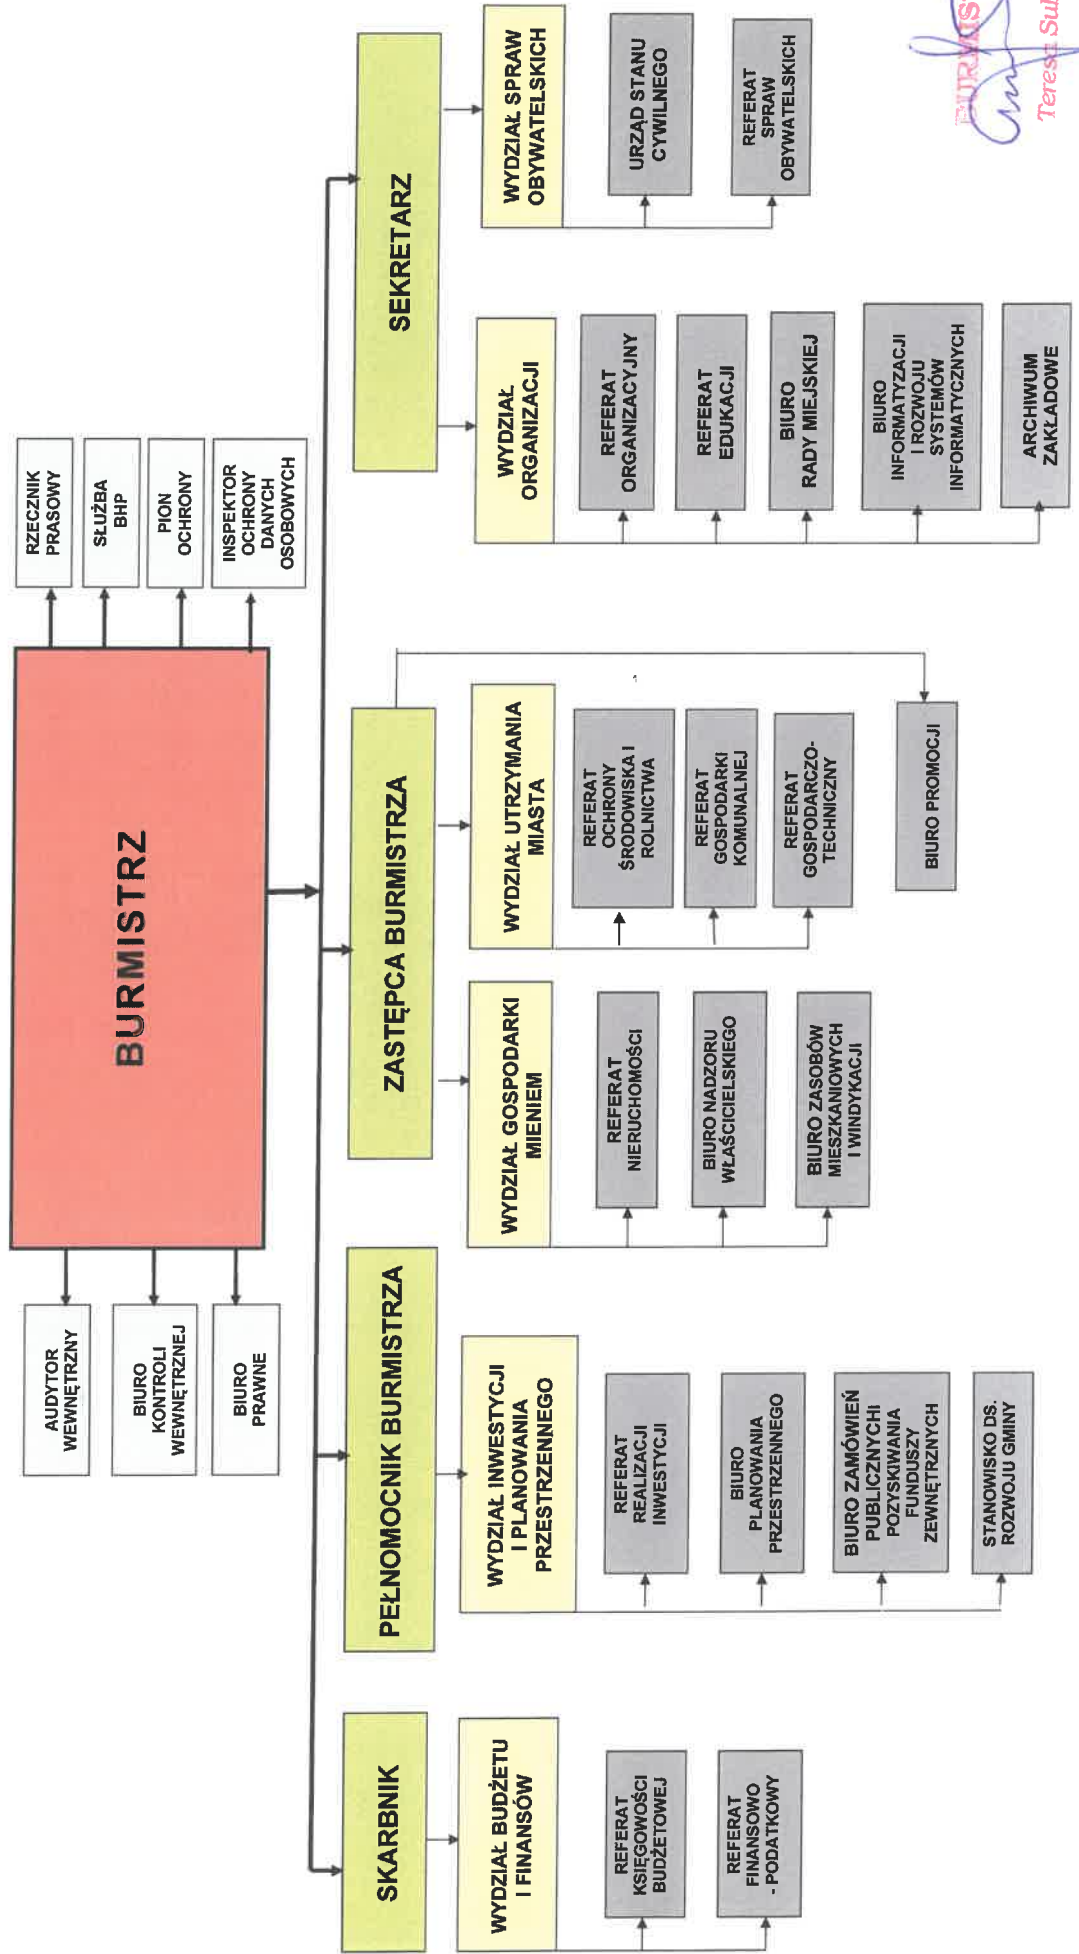 BURMISTRZ
AUDYTOR
WEWNĘTRZNY
BIURO
KONTROLI
WEWNĘTRZNEJ
BIURO
PRAWNE
RZECZNIK
PRASOWY
SŁUŻBA
BHP
PION
OCHRONY
INSPEKTOR
OCHRONY
DANYCH
OSOBOWYCH
SKARBNIK
WYDZIAŁ BUDŻETU
I FINANSÓW
REFERAT
KSIĘGOWOŚCI
BUDŻETOWEJ
REFERAT
FINANSOWO
- PODATKOWY
PEŁNOMOCNIK BURMISTRZA
WYDZIAŁ INWESTYCJI
I PLANOWANIA
PRZESTRZENNEGO
REFERAT
REALIZACJI
INWESTYCJI
BIURO
PLANOWANIA
PRZESTRZENNEGO
BIURO ZAMÓWIEŃ
PUBLICZNYCH I
POZYSKIWANIA
FUNDUSZY
ZEWNĘTRZNYCH
STANOWISKO DS.
ROZWOJU GMINY
ZASTĘPCA BURMISTRZA
WYDZIAŁ GOSPODARKI
MIENIEM
REFERAT
NIERUCHOMOŚCI
BIURO NADZORU
WŁAŚCICIELSKIEGO
BIURO ZASOBÓW
MIESZKANIOWYCH
I WINDYKACJI
WYDZIAŁ UTRZYMANIA
MIASTA
REFERAT
OCHRONY
ŚRODOWISKA I
ROLNICTWA
REFERAT
GOSPODARKI
KOMUNALNEJ
REFERAT
GOSPODARCZO-
TECHNICZNY
BIURO PROMOCJI
SEKRETARZ
WYDZIAŁ
ORGANIZACJI
REFERAT
ORGANIZACYJNY
REFERAT
EDUKACJI
BIURO
RADY MIEJSKIEJ
BIURO
INFORMATYZACJI
I ROZWOJU
SYSTEMÓW
INFORMATYCZNYCH
ARCHIWUM
ZAKŁADOWE
WYDZIAŁ SPRAW
OBYWATELSKICH
URZĄD STANU
CYWILNEGO
REFERAT
SPRAW
OBYWATELSKICH
BURMIS
Teresa